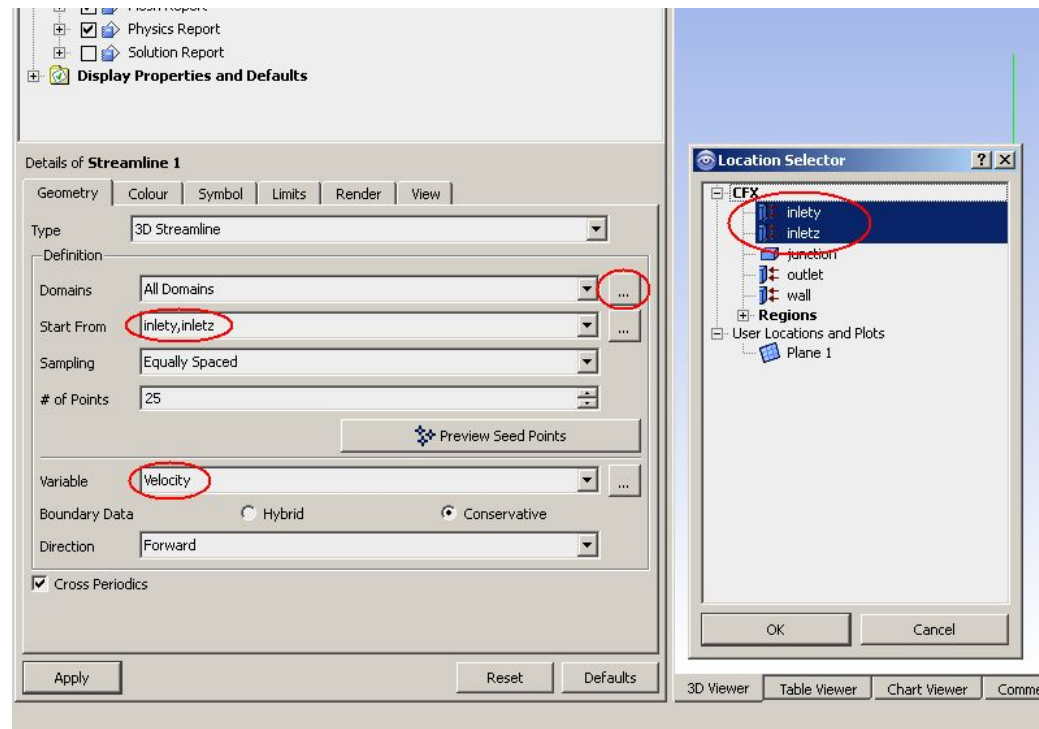 Physics Report
Solution Report
Display Properties and Defaults
Details of Streamline 1
Geometry Colour Symbol Limits Render View
Type 3D Streamline
Definition
Domains All Domains ...
Start From inlety,inletz ...
Sampling Equally Spaced
# of Points 25
Preview Seed Points
Variable Velocity ...
Boundary Data Hybrid Conservative
Direction Forward
Cross Periodics
Apply Reset Defaults
Location Selector
CFX
inlety
inletz
junction
outlet
wall
Regions
User Locations and Plots
Plane 1
OK Cancel
3D Viewer Table Viewer Chart Viewer Comme